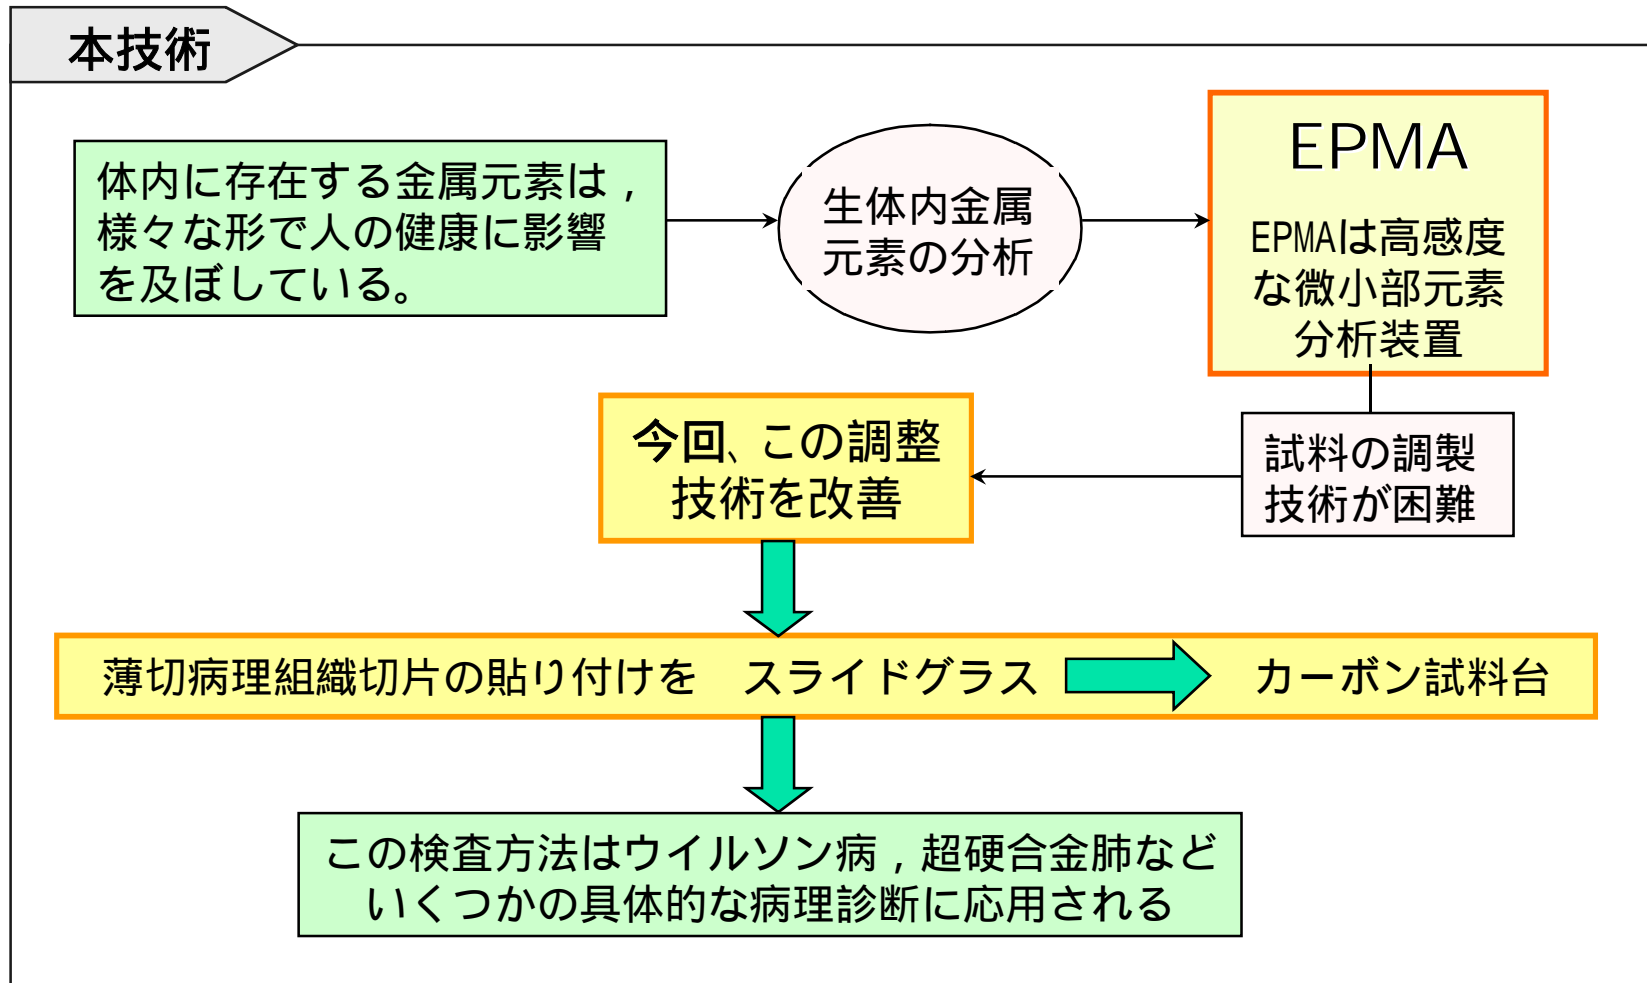 本技術
体内に存在する金属元素は，
様々な形で人の健康に影響
を及ぼしている。
生体内金属
元素の分析
EPMA
EPMAは高感度
な微小部元素
分析装置
試料の調製
技術が困難
今回、この調整
技術を改善
薄切病理組織切片の貼り付けを　スライドグラス　カーボン試料台
この検査方法はウイルソン病，超硬合金肺など
いくつかの具体的な病理診断に応用される